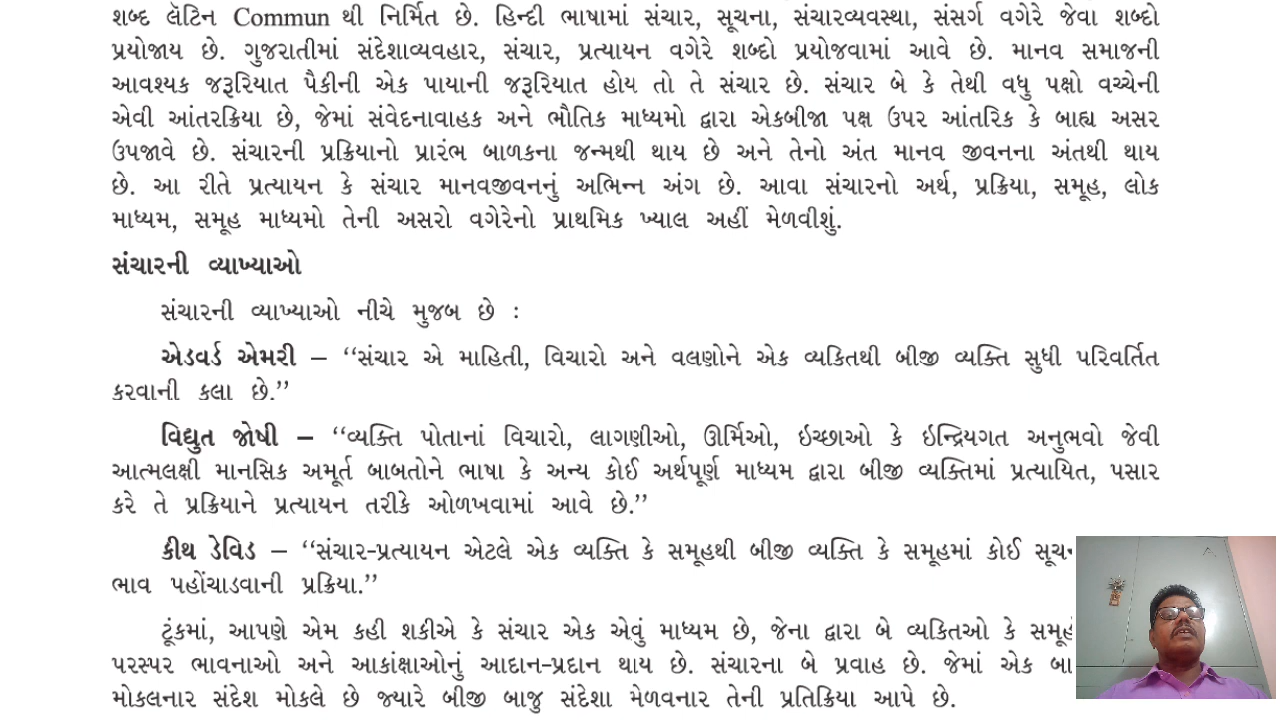 શબ્દ લૅટિન Commun થી નિર્મિત છે. હિન્દી ભાષામાં સંચાર, સૂચના, સંચારવ્યવસ્થા, સંસર્ગ વગેરે જેવા શબ્દો
પ્રયોજાય છે. ગુજરાતીમાં સંદેશાવ્યવહાર, સંચાર, પ્રત્યાયન વગેરે શબ્દો પ્રયોજવામાં આવે છે. માનવ સમાજની
આવશ્યક જરૂરિયાત પૈકીની એક પાયાની જરૂરિયાત હોય તો તે સંચાર છે. સંચાર બે કે તેથી વધુ પક્ષો વચ્ચેની
એવી આંતરક્રિયા છે, જેમાં સંવેદનાવાહક અને ભૌતિક માધ્યમો દ્વારા એકબીજા પક્ષ ઉપર આંતરિક કે બાહ્ય અસર
ઉપજાવે છે. સંચારની પ્રક્રિયાનો પ્રારંભ બાળકના જન્મથી થાય છે અને તેનો અંત માનવ જીવનના અંતથી થાય
છે. આ રીતે પ્રત્યાયન કે સંચાર માનવજીવનનું અભિન્ન અંગ છે. આવા સંચારનો અર્થ, પ્રક્રિયા, સમૂહ, લોક
માધ્યમ, સમૂહ માધ્યમો તેની અસરો વગેરેનો પ્રાથમિક ખ્યાલ અહીં મેળવીશું.
સંચારની વ્યાખ્યાઓ
સંચારની વ્યાખ્યાઓ નીચે મુજબ છે :
એડવર્ડ એમરી – ‘‘સંચાર એ માહિતી, વિચારો અને વલણોને એક વ્યકિતથી બીજી વ્યક્તિ સુધી પરિવર્તિત
કરવાની કલા છે.’’
વિદ્યુત જોષી – ‘‘વ્યક્તિ પોતાનાં વિચારો, લાગણીઓ, ઊર્મિઓ, ઇચ્છાઓ કે ઇન્દ્રિયગત અનુભવો જેવી
આત્મલક્ષી માનસિક અમૂર્ત બાબતોને ભાષા કે અન્ય કોઈ અર્થપૂર્ણ માધ્યમ દ્વારા બીજી વ્યક્તિમાં પ્રત્યાયિત, પસાર
કરે તે પ્રક્રિયાને પ્રત્યાયન તરીકે ઓળખવામાં આવે છે.’’
કીથ ડેવિડ – ‘‘સંચાર-પ્રત્યાયન એટલે એક વ્યક્તિ કે સમૂહથી બીજી વ્યક્તિ કે સમૂહમાં કોઈ
ભાવ પહોંચાડવાની પ્રક્રિયા.’’
ટૂંકમાં, આપણે એમ કહી શકીએ કે સંચાર એક એવું માધ્યમ છે, જેના દ્વારા બે વ્યકિતઓ કે
પરસ્પર ભાવનાઓ અને આકાંક્ષાઓનું આદાન-પ્રદાન થાય છે. સંચારના બે પ્રવાહ છે. જેમાં એક
મોકલનાર સંદેશ મોકલે છે જ્યારે બીજી બાજુ સંદેશા મેળવનાર તેની પ્રતિક્રિયા આપે છે.